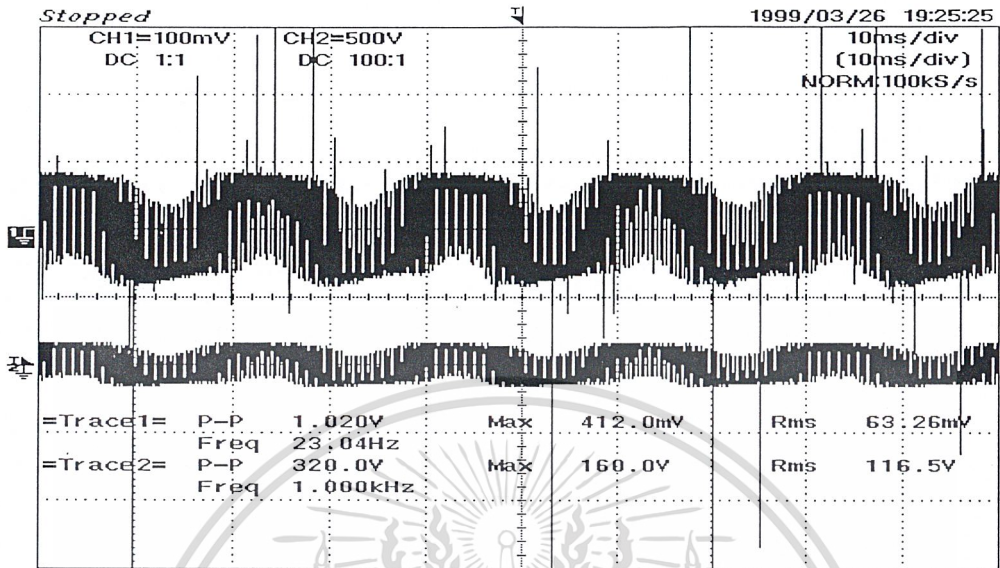 Stopped
1999/03/26 19:25:25
CH1=100mV CH2=500V 10ms/div
DC 1:1 DC 100:1 (10ms/div)
NORM:100kS/s
=Trace1= P-P 1.020V Max 412.0mV Rms 63.26mV
Freq 23.04Hz
=Trace2= P-P 320.0V Max 160.0V Rms 116.5V
Freq 1.000kHz